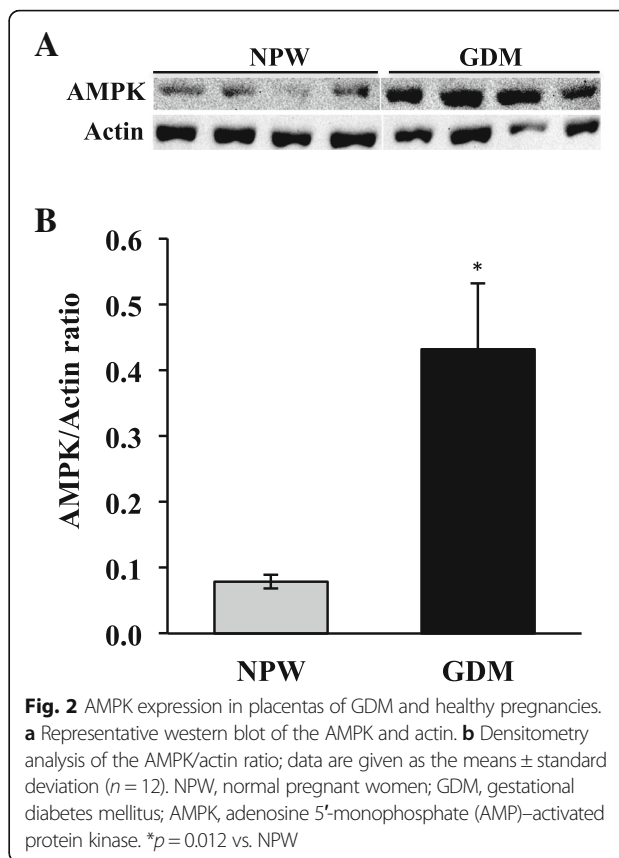 A
NPW GDM
AMPK
Actin
B
0.6
0.5
0.4
0.3
0.2
0.1
0.0
AMPK/Actin ratio
*
NPW GDM
Fig. 2 AMPK expression in placentas of GDM and healthy pregnancies.
a Representative western blot of the AMPK and actin. b Densitometry
analysis of the AMPK/actin ratio; data are given as the means ± standard
deviation (n = 12). NPW, normal pregnant women; GDM, gestational
diabetes mellitus; AMPK, adenosine 5′-monophosphate (AMP)–activated
protein kinase. *p = 0.012 vs. NPW